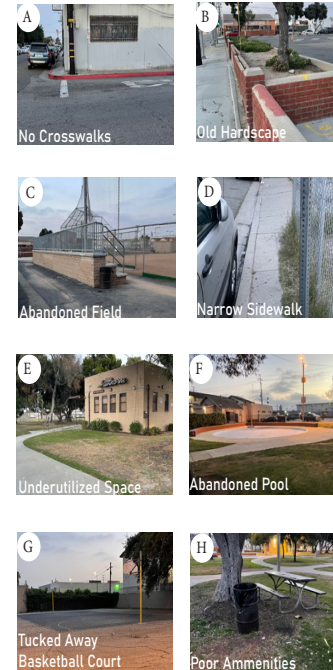 A
No Crosswalks
B
Old Hardscape
C
Abandoned Field
D
Narrow Sidewalk
E
Underutilized Space
F
Abandoned Pool
G
Tucked Away
Basketball Court
H
Poor Ammenities